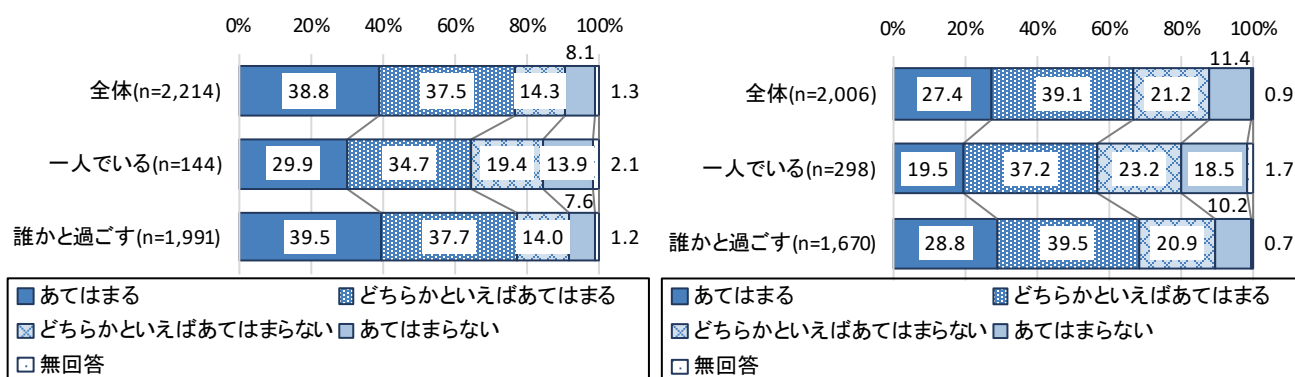 0% 20% 40% 60% 80% 100%
8.1
全体(n=2,214) 38.8 37.5 14.3 1.3
一人でいる(n=144) 29.9 34.7 19.4 13.9 2.1
7.6
誰かと過ごす(n=1,991) 39.5 37.7 14.0 1.2
あてはまる どちらかといえばあてはまる
どちらかといえばあてはまらない あてはまらない
無回答
0% 20% 40% 60% 80% 100%
11.4
全体(n=2,006) 27.4 39.1 21.2 0.9
一人でいる(n=298) 19.5 37.2 23.2 18.5 1.7
10.2
誰かと過ごす(n=1,670) 28.8 39.5 20.9 0.7
あてはまる どちらかといえばあてはまる
どちらかといえばあてはまらない あてはまらない
無回答